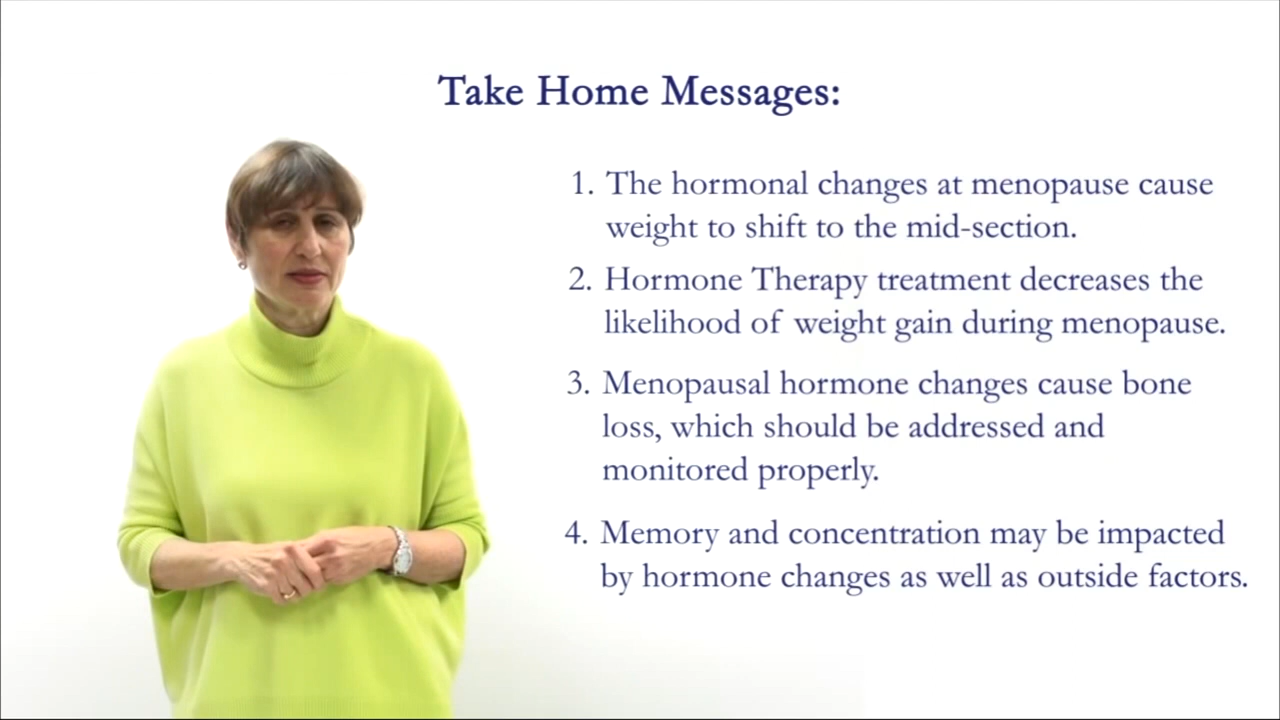 Take Home Messages:
1. The hormonal changes at menopause cause
weight to shift to the mid-section.
2. Hormone Therapy treatment decreases the
likelihood of weight gain during menopause.
3. Menopausal hormone changes cause bone
loss, which should be addressed and
monitored properly.
4. Memory and concentration may be impacted
by hormone changes as well as outside factors.